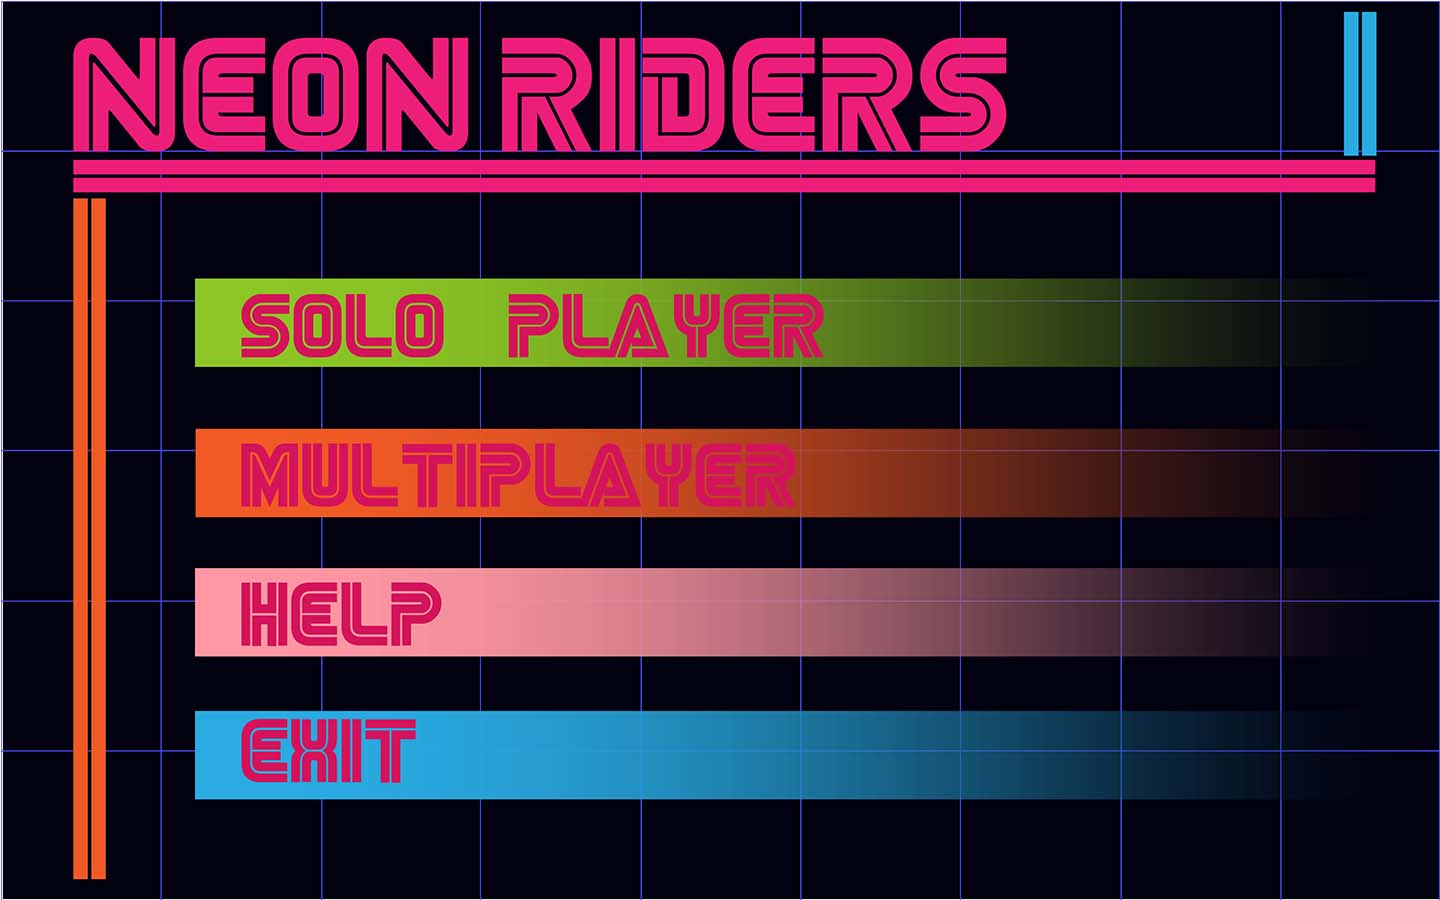 NEON RIDERS
SOLO PLAYER
MULTIPLAYER
HELP
EXIT